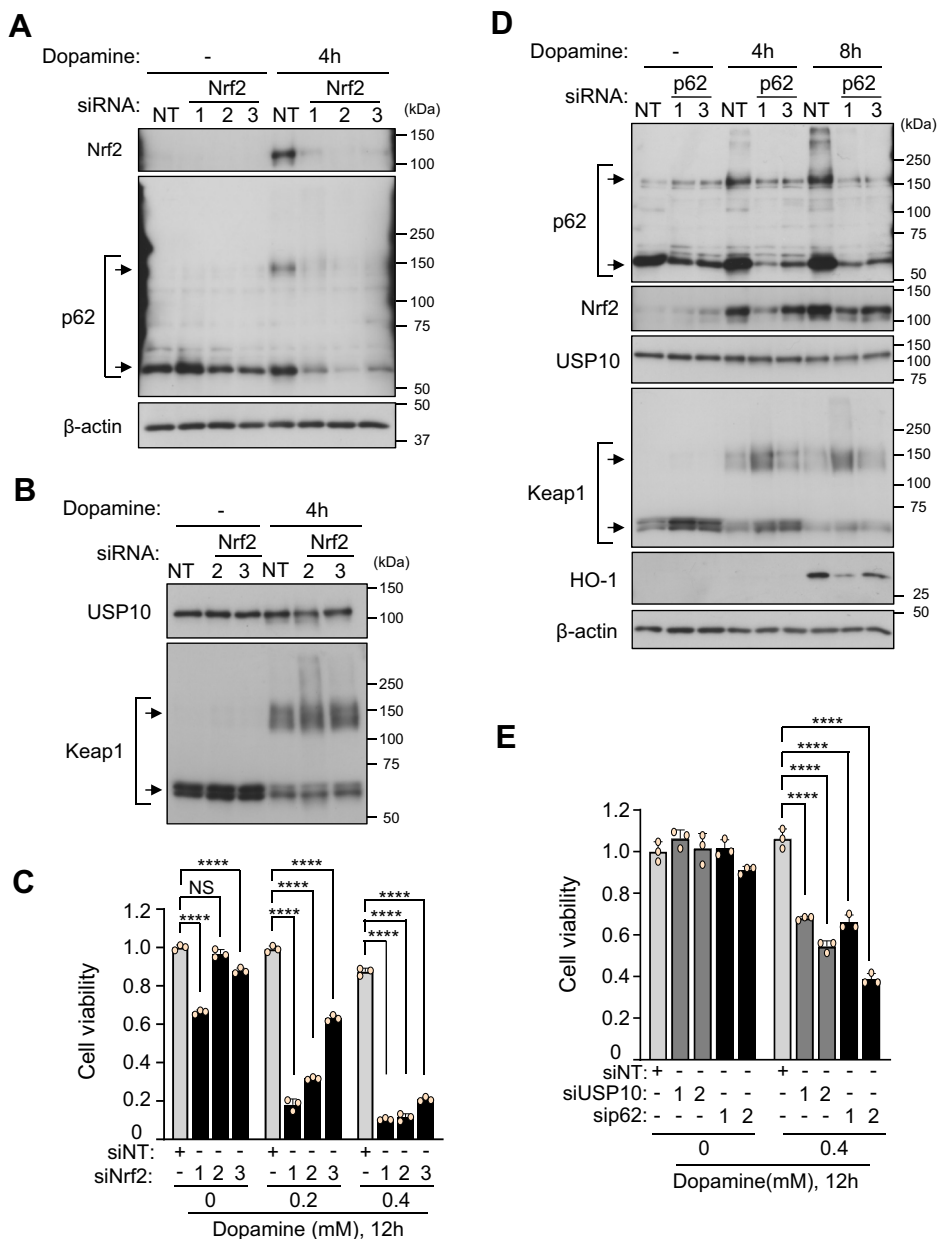 A
Dopamine: - 4h
Nrf2 Nrf2 (kDa)
siRNA: NT 1 2 3 NT 1 2 3
Nrf2
150
100
p62
250
150
100
75
50
β-actin
50
37
B
Dopamine: - 4h
Nrf2 Nrf2
siRNA: NT 2 3 NT 2 3 (kDa)
USP10
150
100
Keap1
250
150
100
75
50
C
Cell viability
1.2
1.0
0.8
0.6
0.4
0.2
0
**** NS ****
**** **** ****
**** **** ****
siNT: + - - - + - - - + - - -
siNrf2: - 1 2 3 - 1 2 3 - 1 2 3
0 0.2 0.4
Dopamine (mM), 12h
D
Dopamine: - 4h 8h
p62 p62 p62
siRNA: NT 1 3 NT 1 3 NT 1 3 (kDa)
p62
250
150
100
75
50
Nrf2
150
100
USP10
150
100
75
Keap1
250
150
100
75
HO-1
25
β-actin
50
E
Cell viability
1.2
1.0
0.8
0.6
0.4
0.2
0
****
****
****
****
siNT: + - - - - + - - - -
siUSP10: - 1 2 - - - 1 2 - -
sip62: - - - 1 2 - - - 1 2
0 0.4
Dopamine(mM), 12h